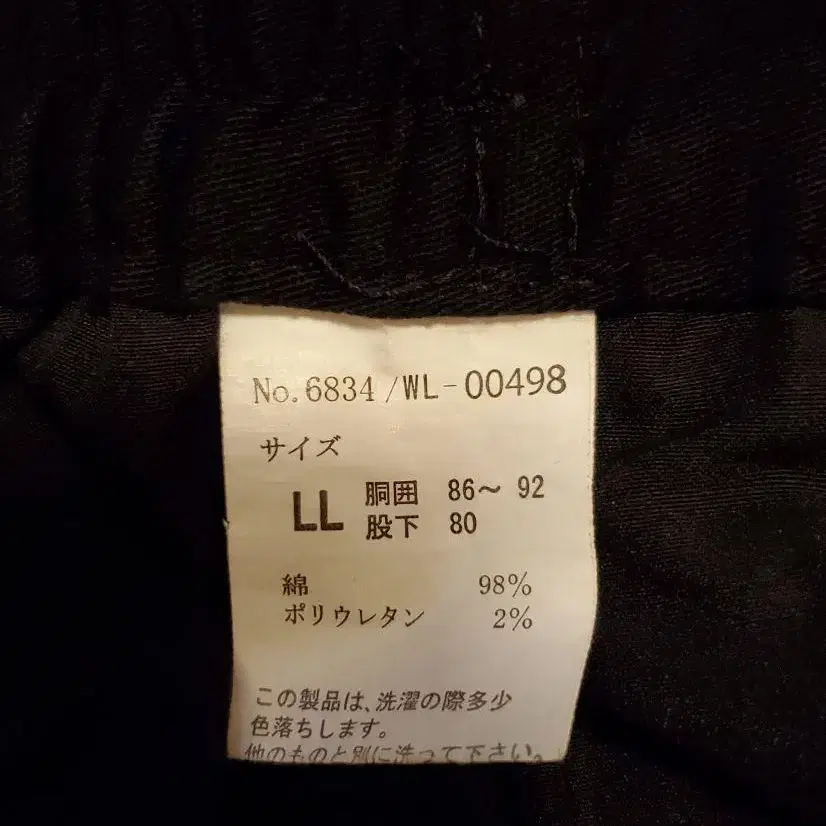 No.6834/WL-00498
サイズ
LL 胴囲 86〜 92
股下 80
綿 98%
ポリウレタン 2%
この製品は、洗濯の際多少
色落ちします。
他のものと別に洗って下さい。